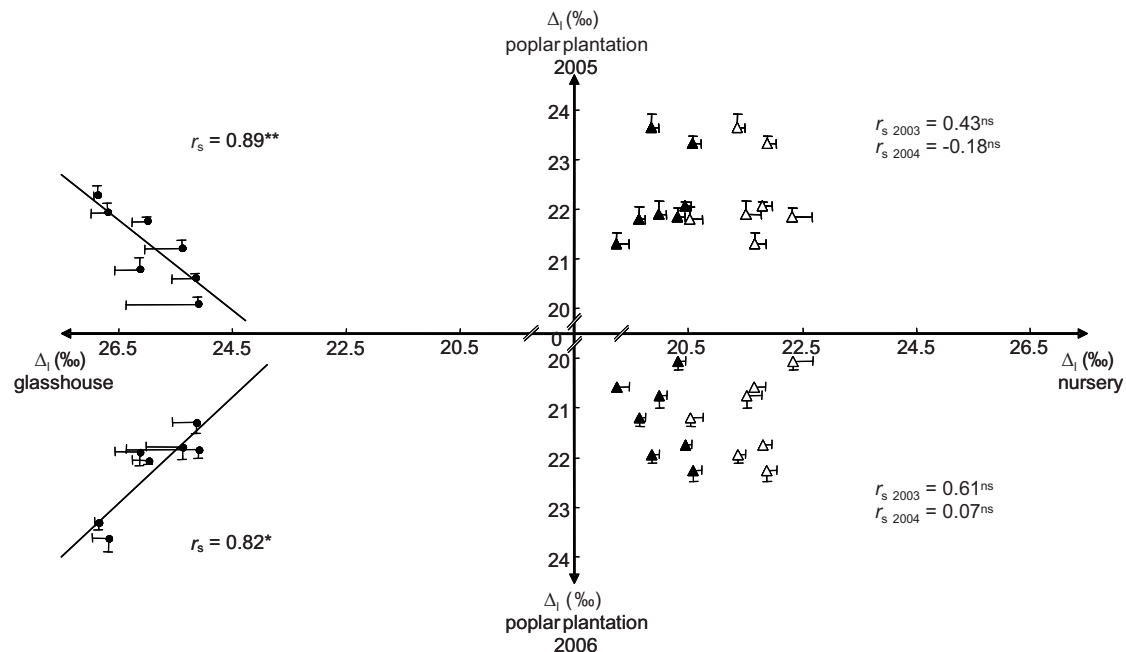 Δl (‰)
poplar plantation
2005
24
23
22
21
20
rs = 0.89**
rs 2003 = 0.43ns
rs 2004 = -0.18ns
26.5 24.5 22.5 20.5 0 20.5 22.5 24.5 26.5
Δl (‰)
glasshouse
Δl (‰)
nursery
20
21
22
23
24
rs = 0.82*
rs 2003 = 0.61ns
rs 2004 = 0.07ns
Δl (‰)
poplar plantation
2006